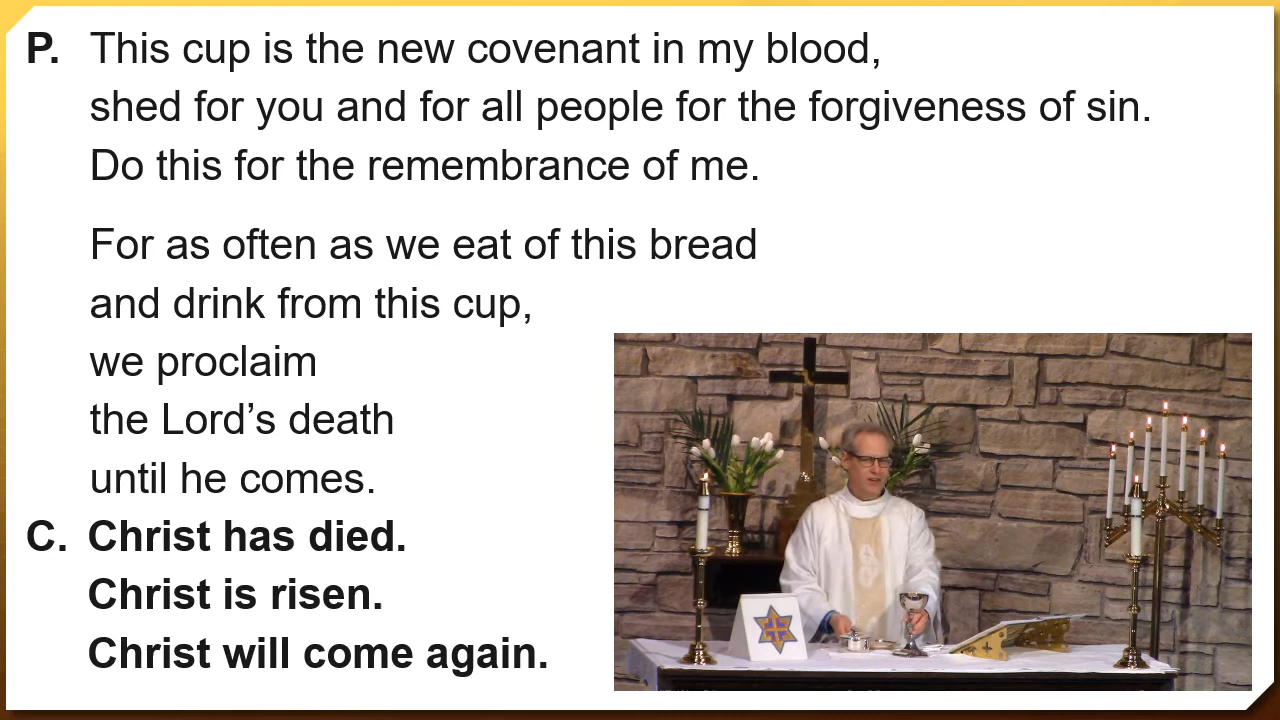 P. This cup is the new covenant in my blood,
shed for you and for all people for the forgiveness of sin.
Do this for the remembrance of me.
For as often as we eat of this bread
and drink from this cup,
we proclaim
the Lord’s death
until he comes.
C. Christ has died.
Christ is risen.
Christ will come again.